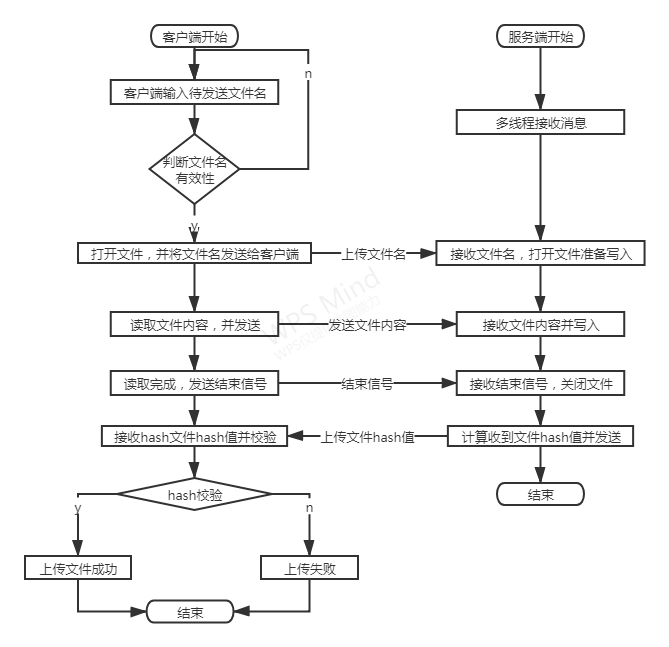 客户端开始
服务端开始
n
客户端输入待发送文件名
多线程接收消息
判断文件名
有效性
y
打开文件，并将文件名发送给客户端
上传文件名
接收文件名，打开文件准备写入
WPS Mind
读取文件内容，并发送
发送文件内容
接收文件内容并写入
读取完成，发送结束信号
结束信号
接收结束信号，关闭文件
接收hash文件hash值并校验
上传文件hash值
计算收到文件hash值并发送
hash校验
结束
y
n
上传文件成功
上传失败
结束